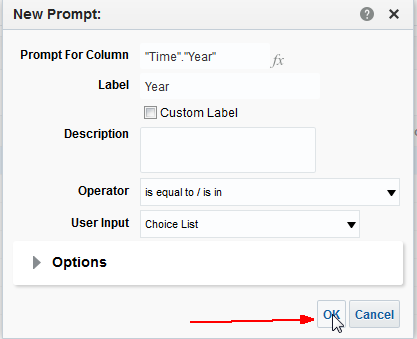 New Prompt:
Prompt For Column "Time"."Year" fx
Label Year
Custom Label
Description
Operator is equal to / is in
User Input Choice List
Options
OK Cancel